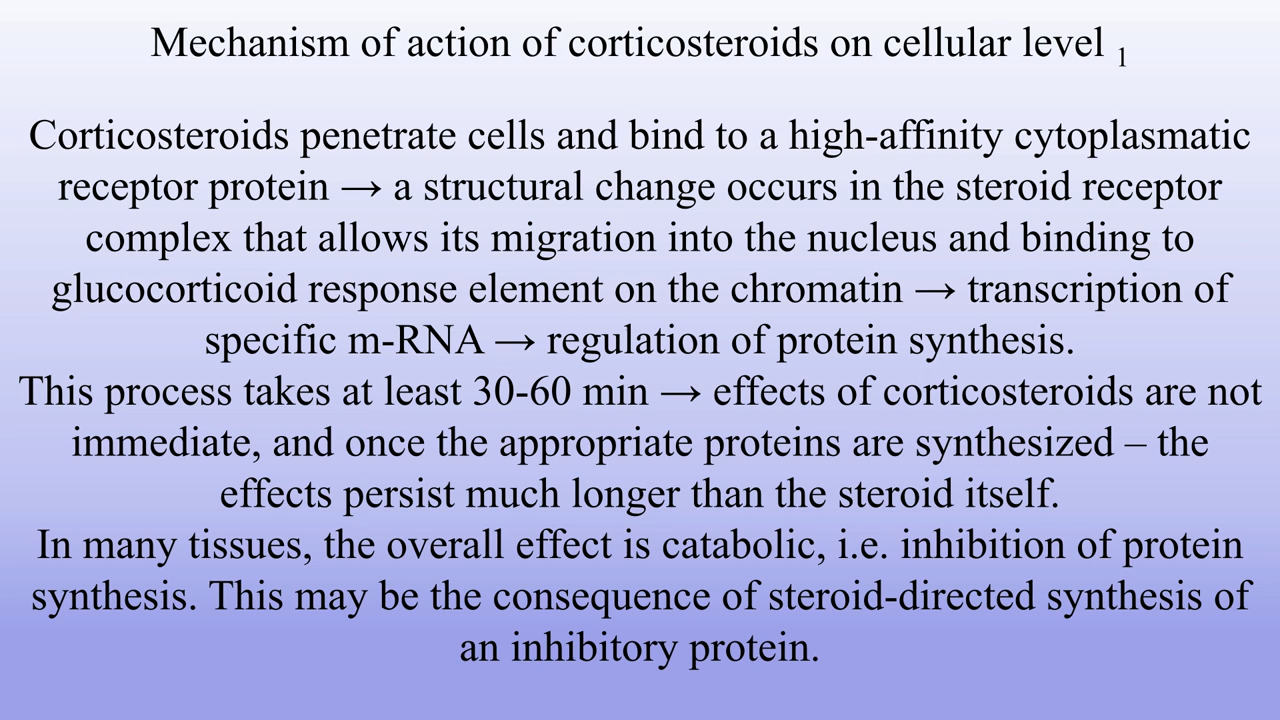 Mechanism of action of corticosteroids on cellular level 1
Corticosteroids penetrate cells and bind to a high-affinity cytoplasmatic
receptor protein → a structural change occurs in the steroid receptor
complex that allows its migration into the nucleus and binding to
glucocorticoid response element on the chromatin → transcription of
specific m-RNA → regulation of protein synthesis.
This process takes at least 30-60 min → effects of corticosteroids are not
immediate, and once the appropriate proteins are synthesized – the
effects persist much longer than the steroid itself.
In many tissues, the overall effect is catabolic, i.e. inhibition of protein
synthesis. This may be the consequence of steroid-directed synthesis of
an inhibitory protein.